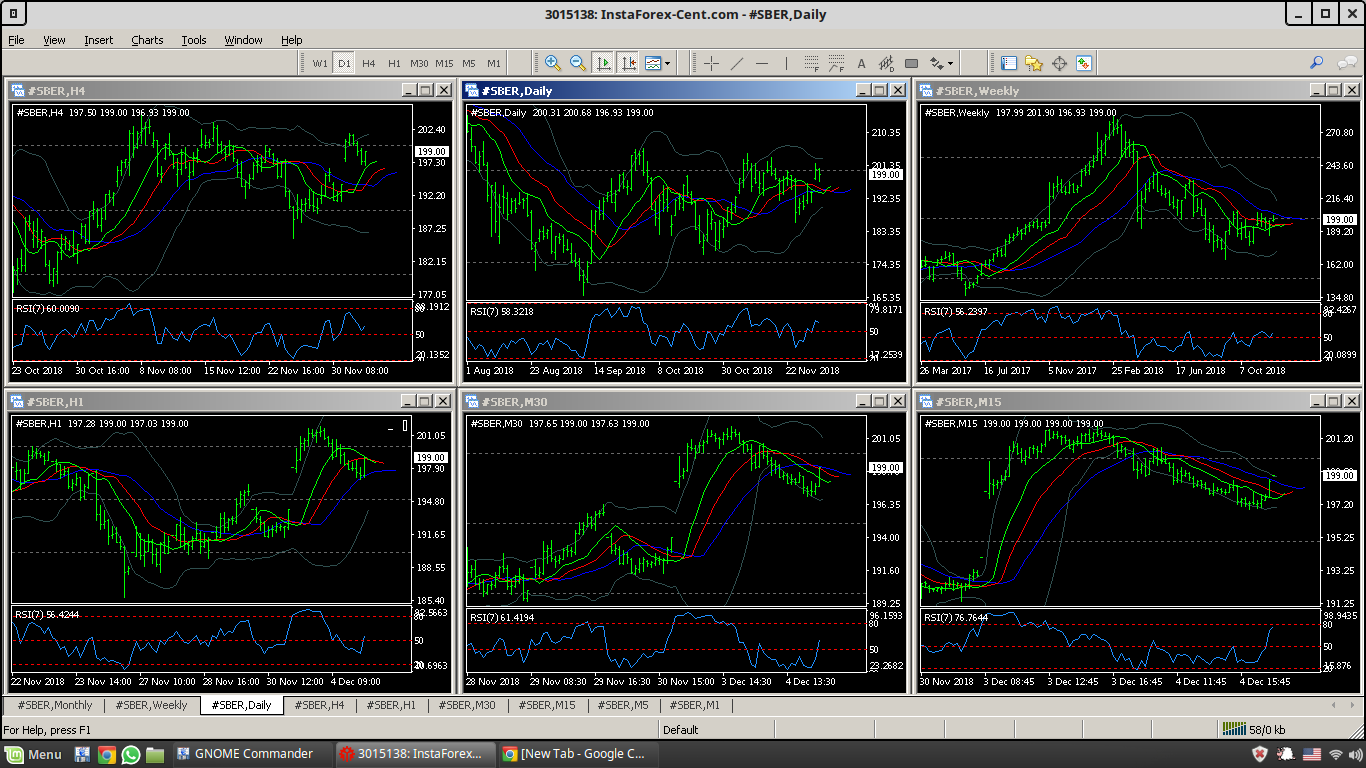 3015138: InstaForex-Cent.com - #SBER,Daily
File View Insert Charts Tools Window Help
W1 D1 H4 H1 M30 M15 M5 M1
#SBER,H4
#SBER,H4 197.50 199.00 196.93 199.00
202.40
199.00
197.30
192.20
187.25
182.15
177.05
RSI(7) 60.0090
50
20.1352
23 Oct 2018 30 Oct 16:00 8 Nov 08:00 15 Nov 12:00 22 Nov 16:00 30 Nov 08:00
#SBER,Daily
#SBER,Daily 200.31 200.68 196.93 199.00
210.35
201.35
199.00
192.35
183.35
174.35
165.35
RSI(7) 58.3218
79.8171
50
17.2539
1 Aug 2018 23 Aug 2018 14 Sep 2018 8 Oct 2018 30 Oct 2018 22 Nov 2018
#SBER,Weekly
#SBER,Weekly 197.99 201.90 196.93 199.00
270.80
243.60
216.40
199.00
189.20
162.00
134.80
RSI(7) 56.2397
50
20.0899
26 Mar 2017 16 Jul 2017 5 Nov 2017 25 Feb 2018 17 Jun 2018 7 Oct 2018
#SBER,H1
#SBER,H1 197.28 199.00 197.03 199.00
201.05
199.00
197.90
194.80
191.65
188.55
185.40
RSI(7) 56.4244
50
22 Nov 2018 23 Nov 14:00 27 Nov 10:00 28 Nov 16:00 30 Nov 12:00 4 Dec 09:00
#SBER,M30
#SBER,M30 197.65 199.00 197.63 199.00
201.05
199.00
196.35
194.00
191.60
189.25
RSI(7) 61.4194
96.1593
80
50
23.2682
28 Nov 2018 29 Nov 08:30 29 Nov 16:30 30 Nov 15:00 3 Dec 14:30 4 Dec 13:30
#SBER,M15
#SBER,M15 199.00 199.00 199.00 199.00
201.20
199.00
197.20
195.25
193.25
191.25
RSI(7) 76.7644
98.9435
80
50
30 Nov 2018 3 Dec 08:45 3 Dec 12:45 3 Dec 16:45 4 Dec 11:45 4 Dec 15:45
#SBER,Monthly #SBER,Weekly #SBER,Daily #SBER,H4 #SBER,H1 #SBER,M30 #SBER,M15 #SBER,M5 #SBER,M1
For Help, press F1 Default 58/0 kb
Menu GNOME Commander 3015138: InstaForex... [New Tab - Google C...